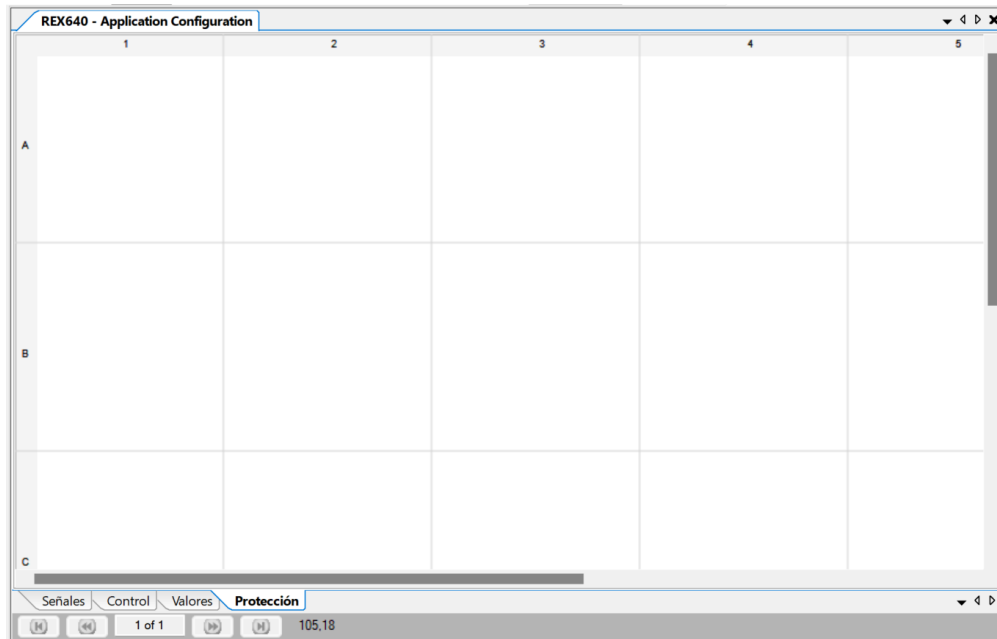 REX640 - Application Configuration
1 2 3 4 5
A
B
C
Señales Control Valores Protección
1 of 1 105,18